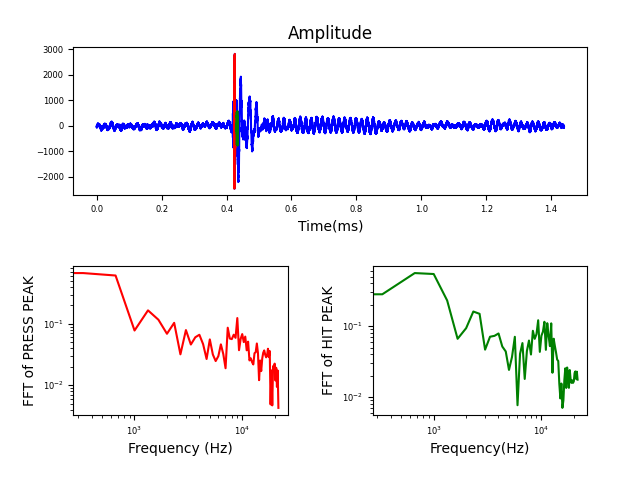 Amplitude
3000
2000
1000
0
−1000
−2000
0.0 0.2 0.4 0.6 0.8 1.0 1.2 1.4
Time(ms)
FFT of PRESS PEAK
10⁻¹
10⁻²
10³ 10⁴
Frequency (Hz)
FFT of HIT PEAK
10⁻¹
10⁻²
10³ 10⁴
Frequency(Hz)